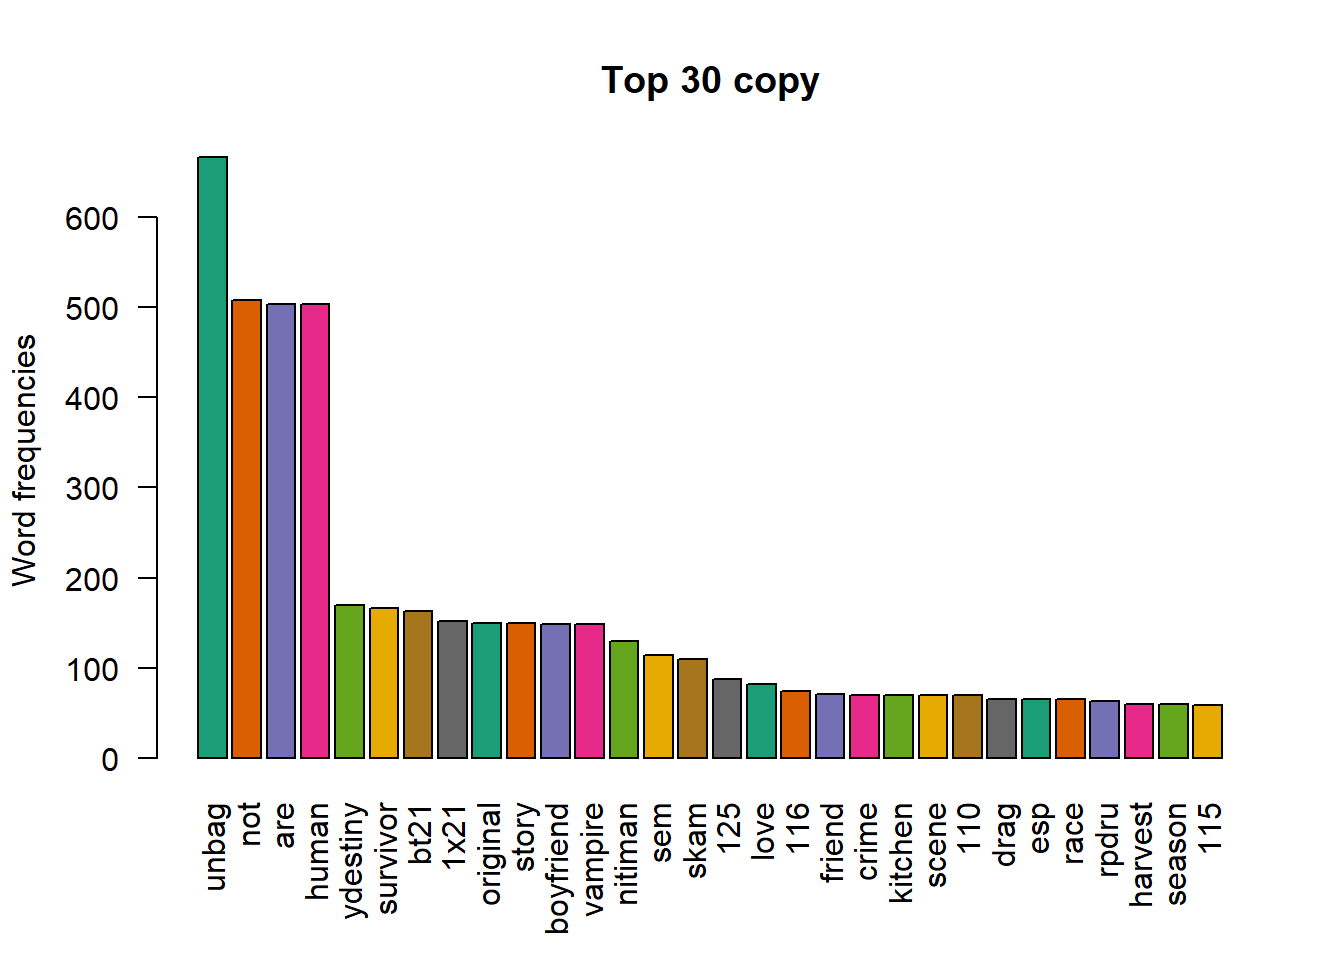 Top 30 copy
Word frequencies
600
500
400
300
200
100
0
unbag
not
are
human
ydestiny
survivor
bt21
1x21
original
story
boyfriend
vampire
nitiman
sem
skam
125
love
116
friend
crime
kitchen
scene
110
drag
esp
race
rpdru
harvest
season
115